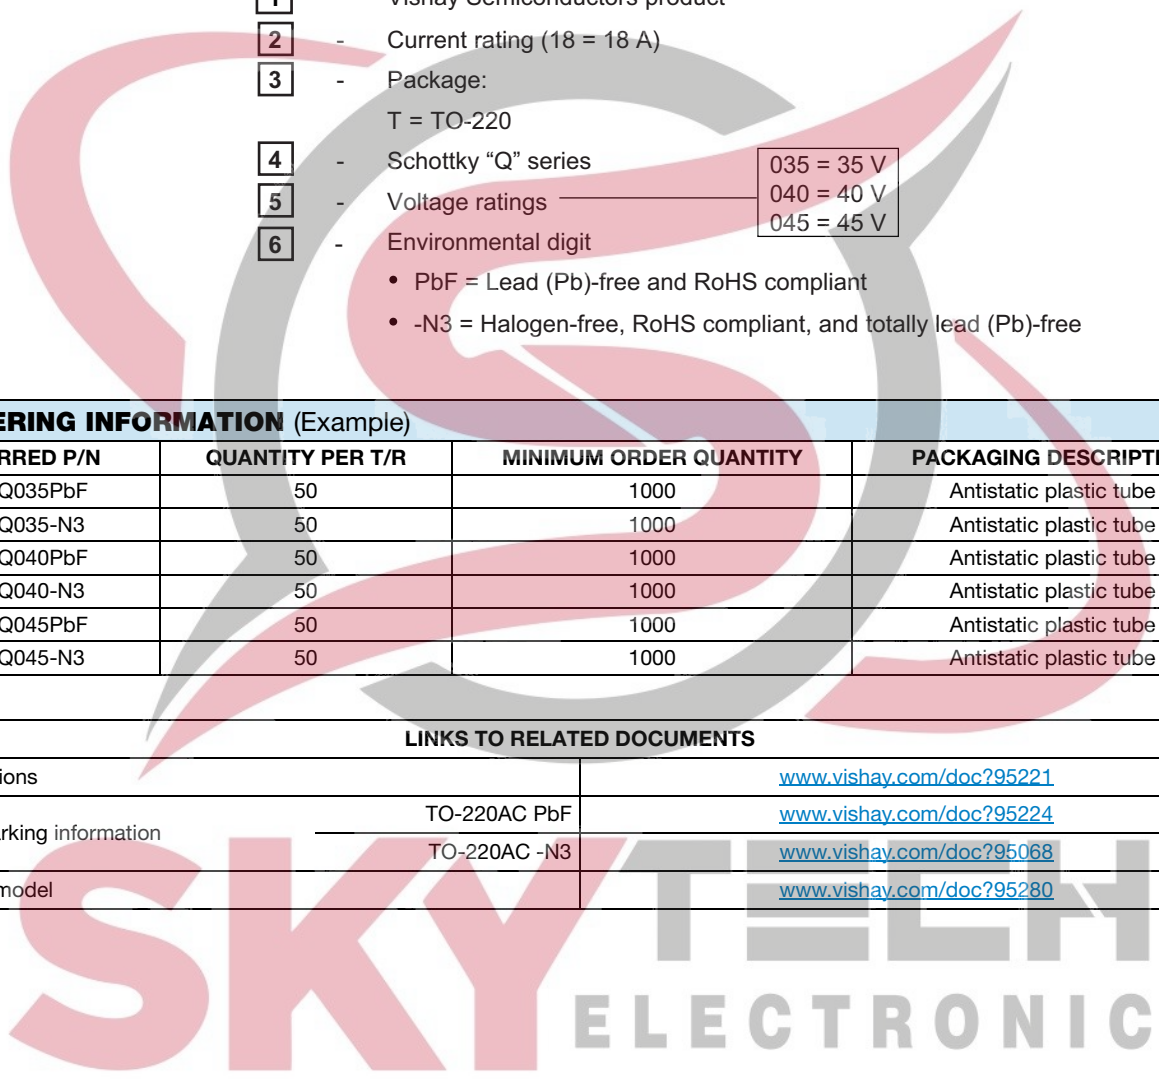 1 - Vishay Semiconductors product
2 - Current rating (18 = 18 A)
3 - Package:
T = TO-220
4 - Schottky “Q” series
5 - Voltage ratings
035 = 35 V
040 = 40 V
045 = 45 V
6 - Environmental digit
• PbF = Lead (Pb)-free and RoHS compliant
• -N3 = Halogen-free, RoHS compliant, and totally lead (Pb)-free
ERING INFORMATION (Example)
RRED P/N QUANTITY PER T/R MINIMUM ORDER QUANTITY PACKAGING DESCRIPTI
Q035PbF 50 1000 Antistatic plastic tube
Q035-N3 50 1000 Antistatic plastic tube
Q040PbF 50 1000 Antistatic plastic tube
Q040-N3 50 1000 Antistatic plastic tube
Q045PbF 50 1000 Antistatic plastic tube
Q045-N3 50 1000 Antistatic plastic tube
LINKS TO RELATED DOCUMENTS
ions www.vishay.com/doc?95221
rking information TO-220AC PbF www.vishay.com/doc?95224
TO-220AC -N3 www.vishay.com/doc?95068
model www.vishay.com/doc?95280
SKYTECH
ELECTRONIC